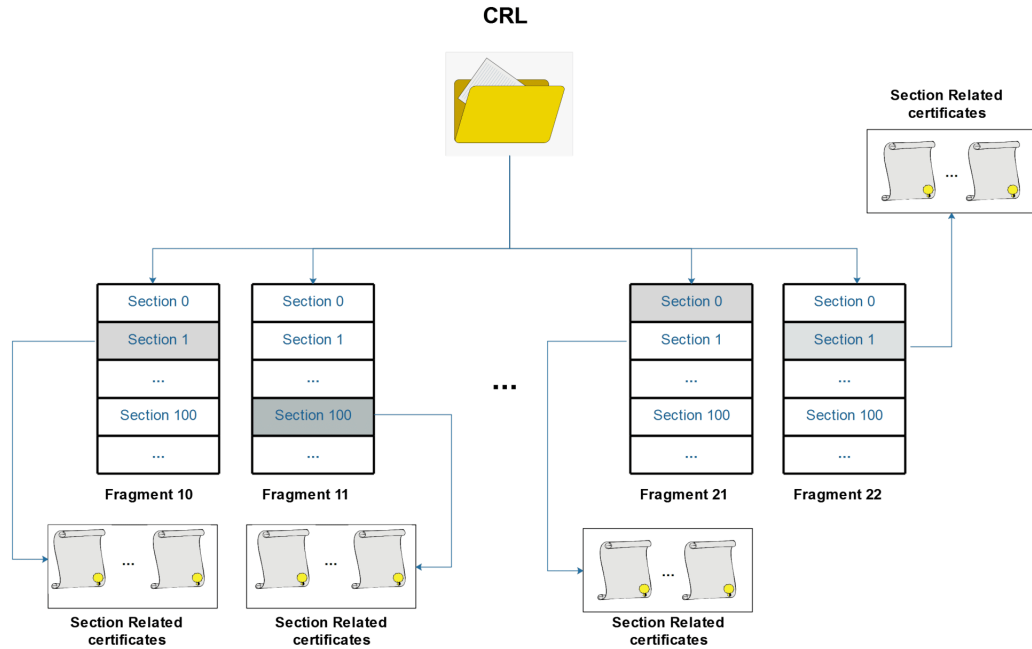 CRL
Section Related
certificates
...
Section 0
Section 1
...
Section 100
...
Fragment 10
Section 0
Section 1
...
Section 100
...
Fragment 11
...
Section 0
Section 1
...
Section 100
...
Fragment 21
Section 0
Section 1
...
Section 100
...
Fragment 22
...
Section Related
certificates
...
Section Related
certificates
...
Section Related
certificates